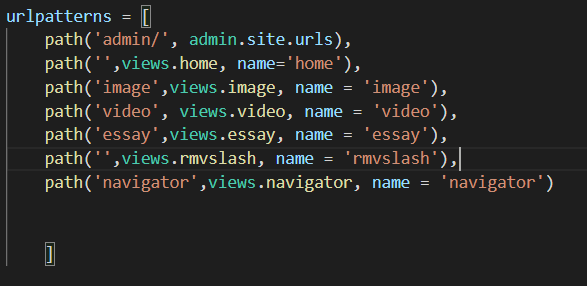 urlpatterns = [
path('admin/', admin.site.urls),
path('',views.home, name='home'),
path('image',views.image, name = 'image'),
path('video', views.video, name = 'video'),
path('essay',views.essay, name = 'essay'),
path('',views.rmvslash, name = 'rmvslash'),
path('navigator',views.navigator, name = 'navigator')
]